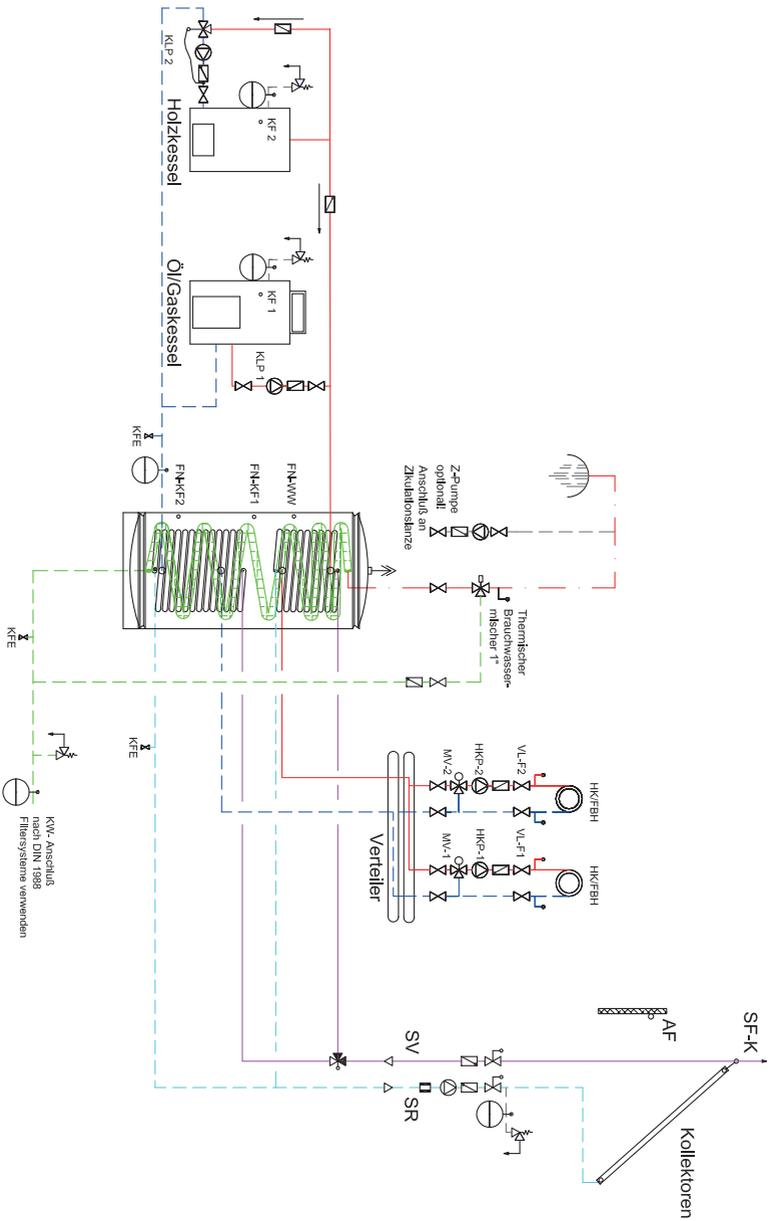 KLP 2
KF 2
Holzkessel
KF 1
Öl/Gaskessel
KLP 1
KFE
FN-KF2
FN-KF1
FN-WW
Z-Pumpe
optional:
Anschluß an
Zikulationslanze
Thermischer
Brauchwasser-
mischer 1"
KFE
KFE
KW- Anschluß
nach DIN 1988
Filtersysteme verwenden
MV-2
HKP-2
VL-F2
HK/FBH
MV-1
HKP-1
VL-F1
HK/FBH
Verteiler
SV
SR
AF
SF-K
Kollektoren